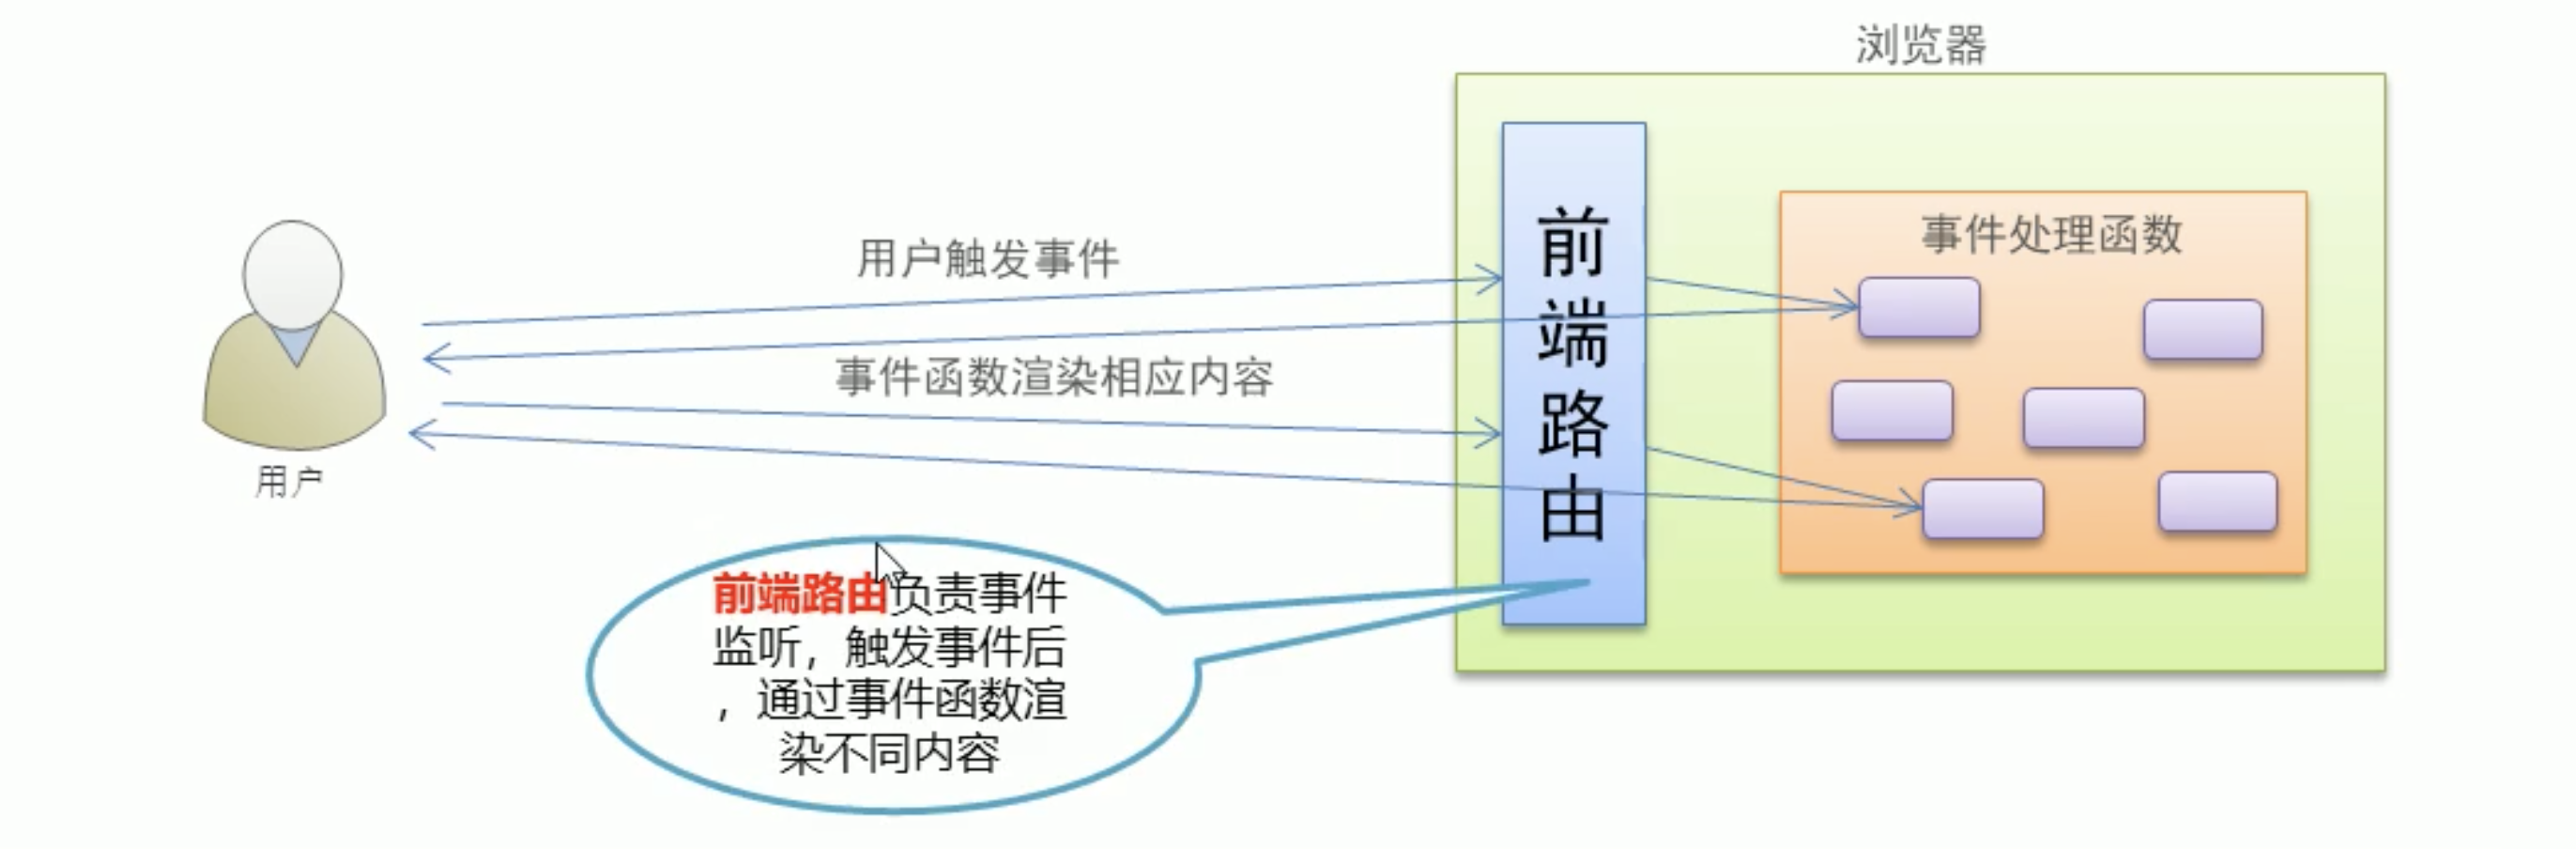 浏览器
前端路由
事件处理函数
用户触发事件
事件函数渲染相应内容
用户
前端路由负责事件
监听，触发事件后
，通过事件函数渲
染不同内容